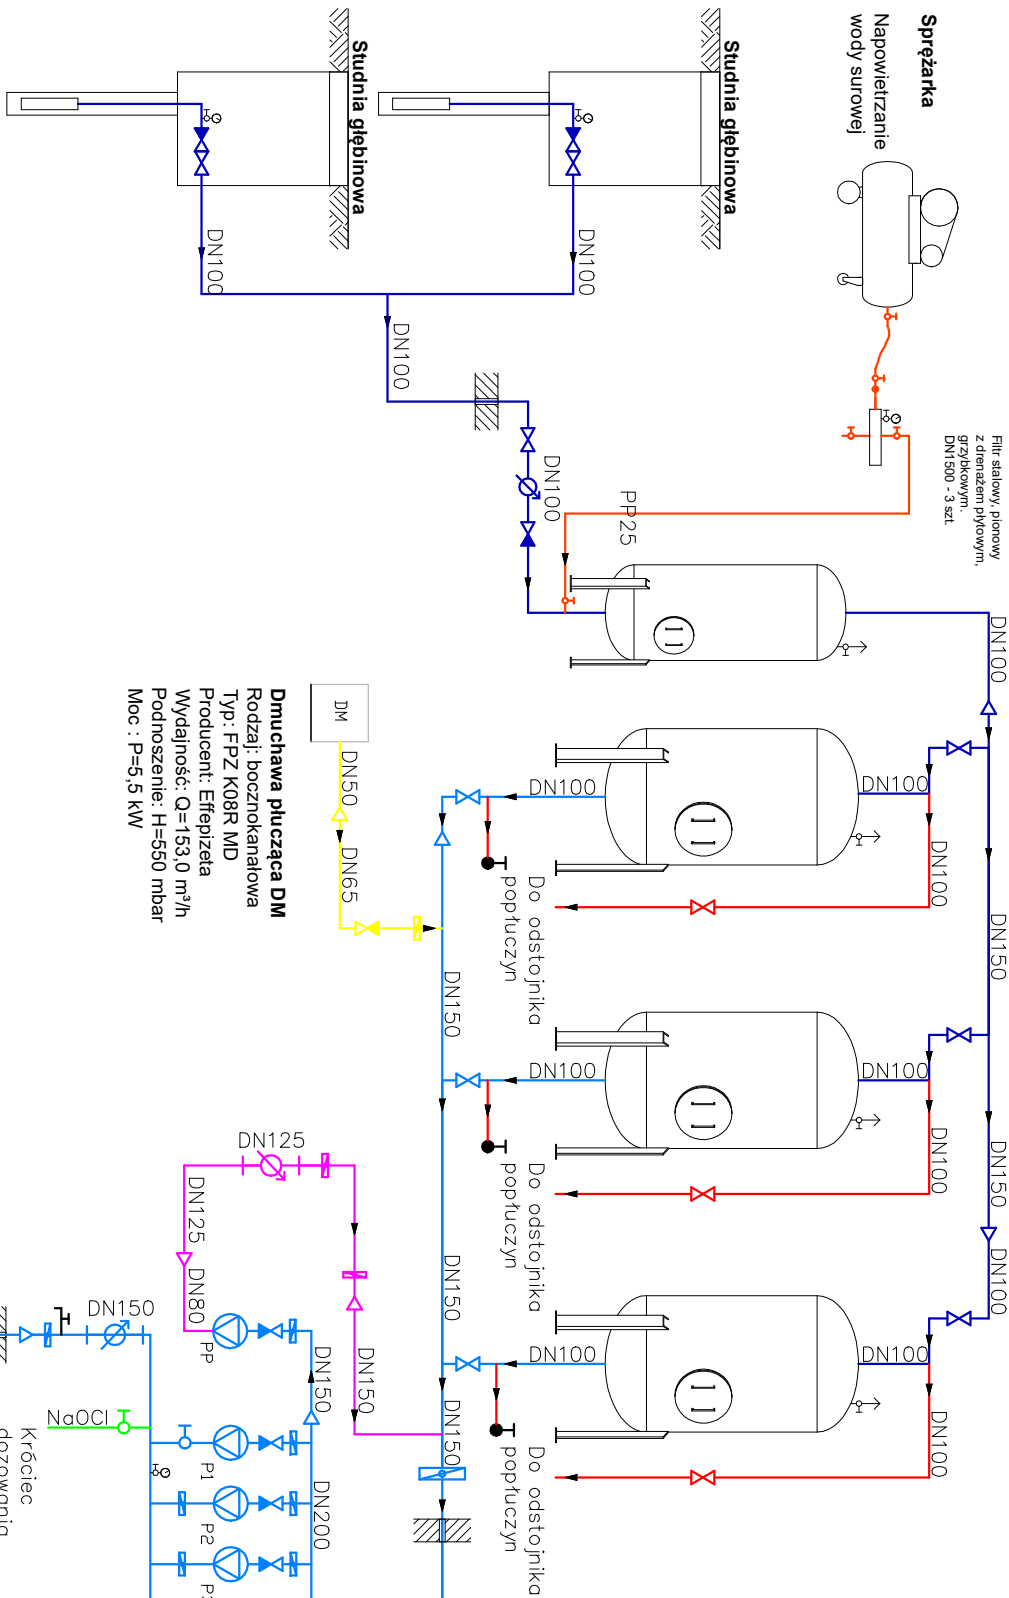 Sprężarka
Napowietrzanie
wody surowej
Studnia głębinowa
Studnia głębinowa
DN100
DN100
DN100
DN100
PP25
Filtr stalowy, pionowy
z drenażem płytowym,
grzybkowym.
DN1500 - 3 szt.
DN100
DN100
DN100
DN150
DN100
DN100
DN150
DN100
DN100
DN100
DN100
DN100
DN100
Do odstojnika
popłuczyn
Do odstojnika
popłuczyn
Do odstojnika
popłuczyn
DM
DN50
DN65
Dmuchawa płucząca DM
Rodzaj: bocznokanałowa
Typ: FPZ K08R MD
Producent: Effepizeta
Wydajność: Q=153,0 m³/h
Podnoszenie: H=550 mbar
Moc : P=5,5 kW
DN150
DN150
DN150
DN125
DN125
DN80
PP
DN150
DN150
DN200
DN150
NaOCl
P1
P2
P3
Króciec
dozowania